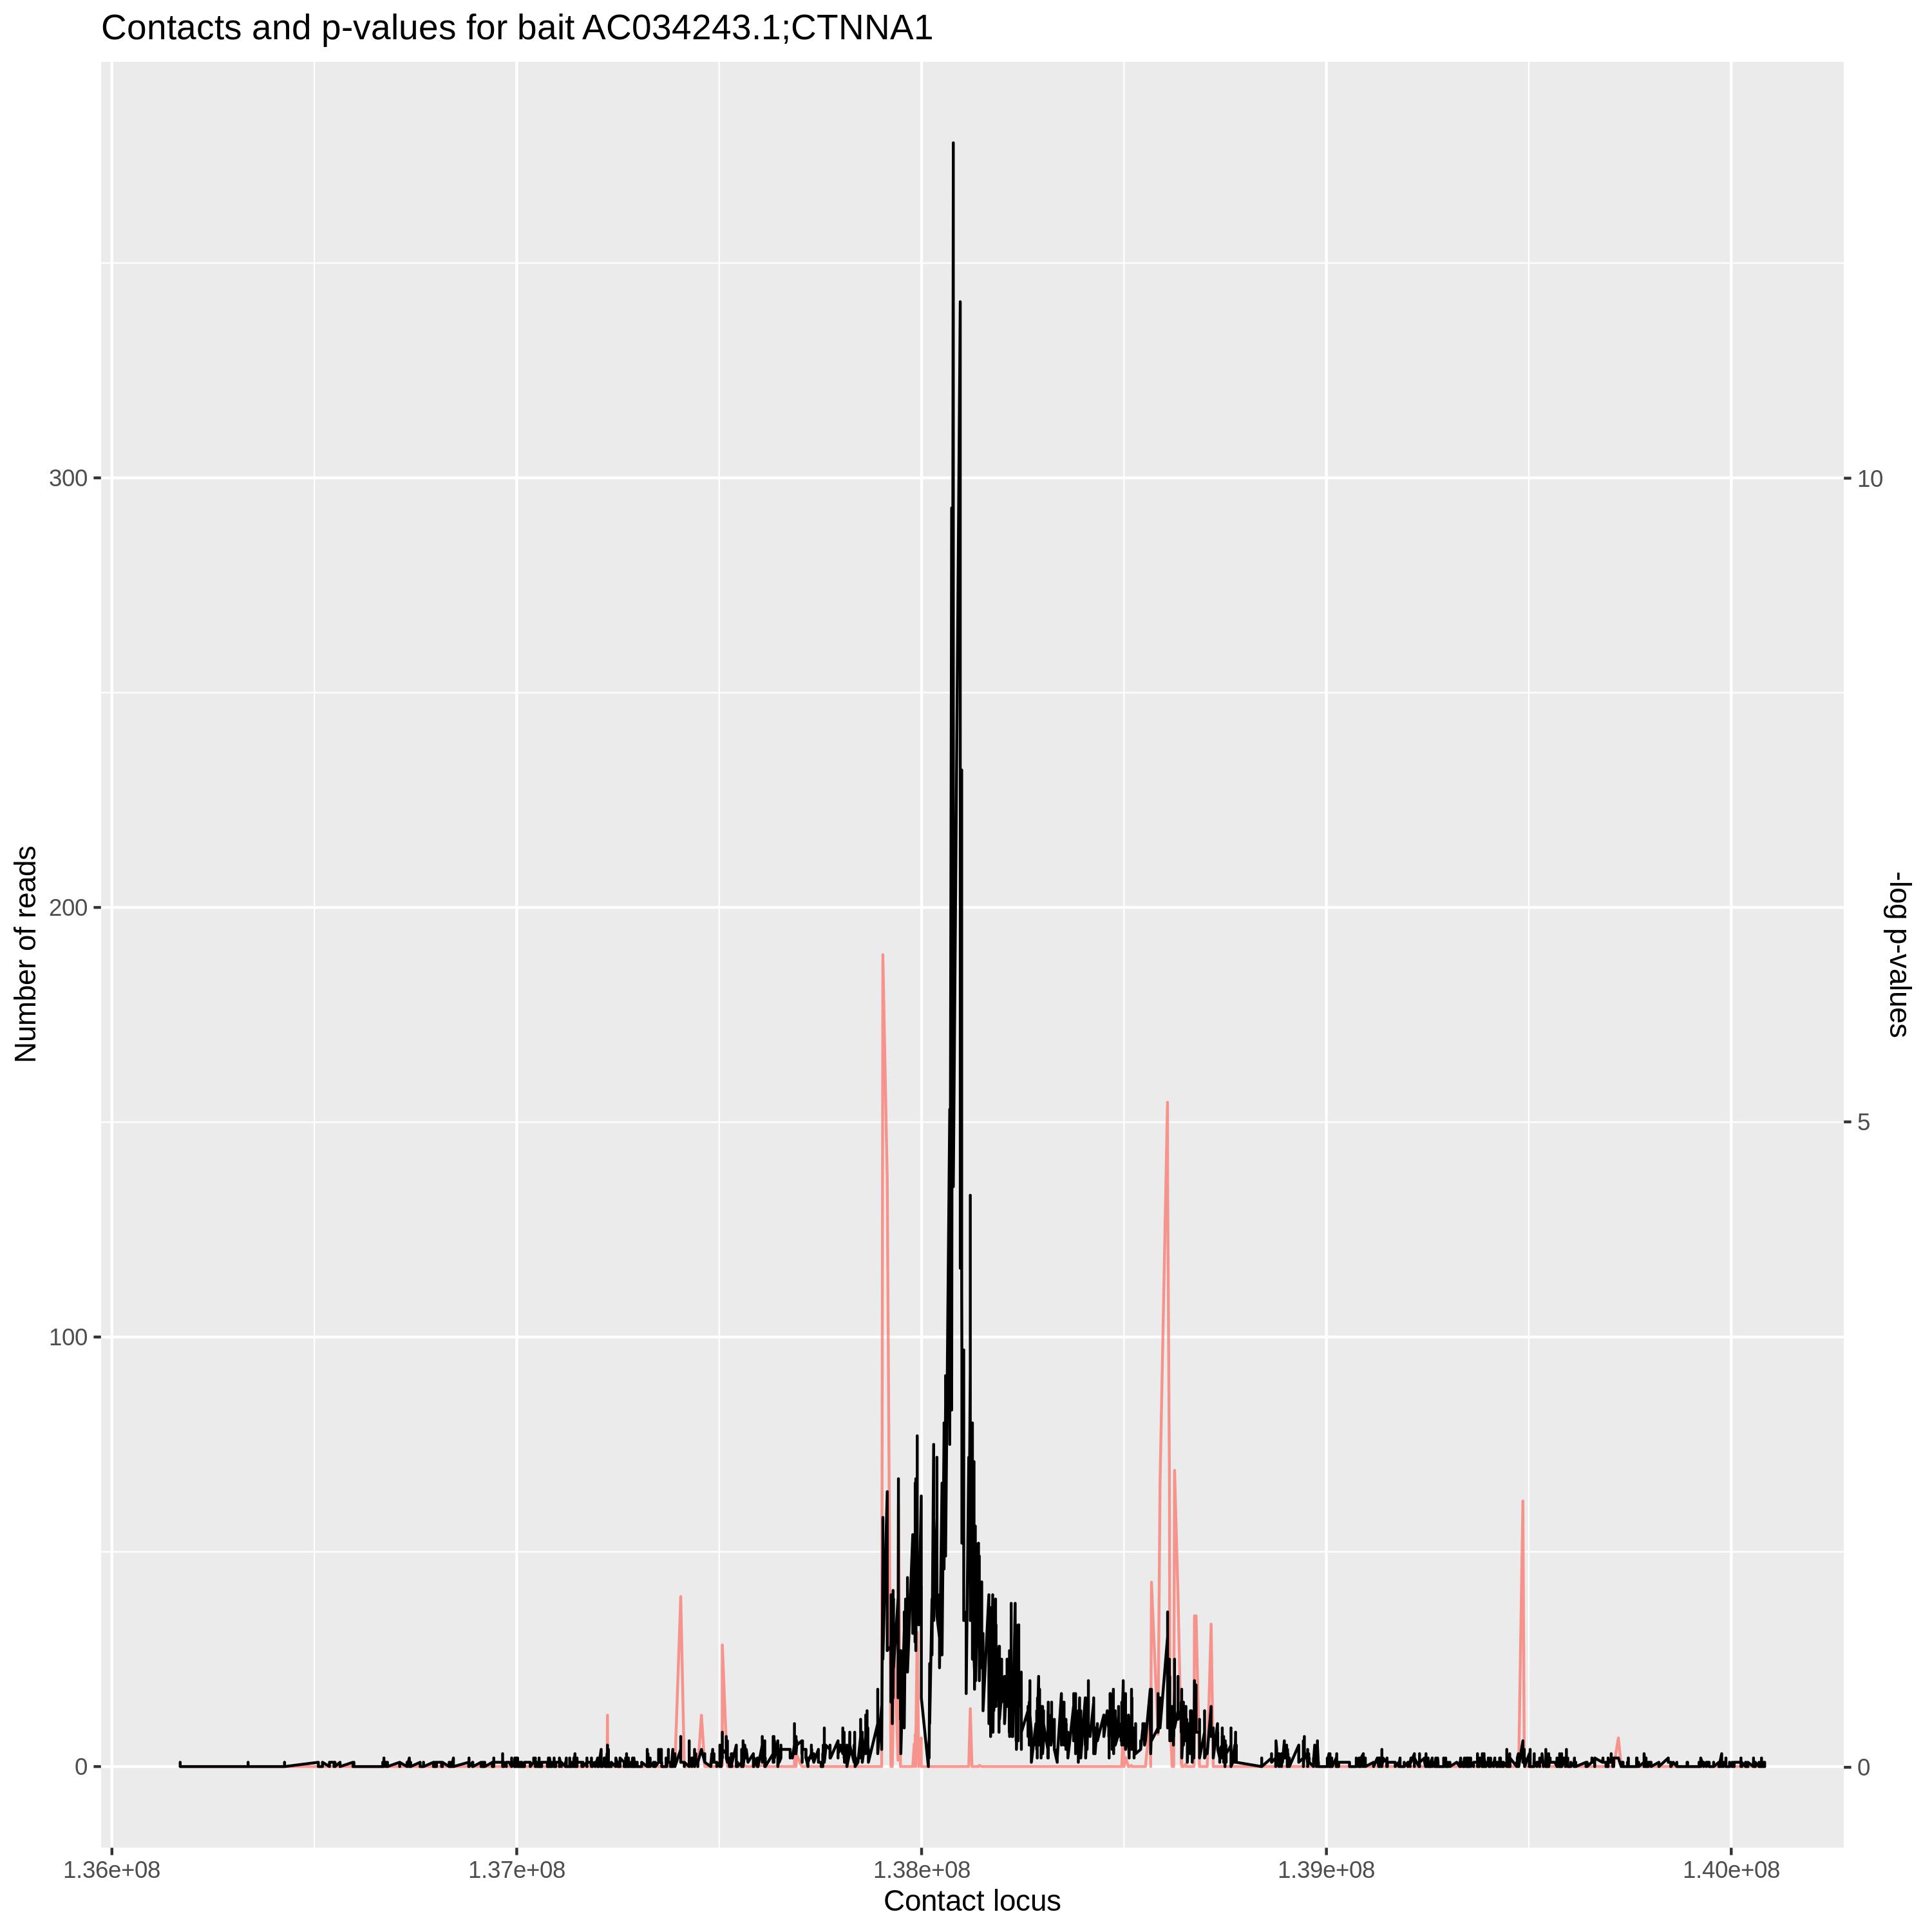 Contacts and p-values for bait AC034243.1;CTNNA1
Number of reads
300
200
100
0
10
5
0
-log p-values
1.36e+08
1.37e+08
1.38e+08
1.39e+08
1.40e+08
Contact locus